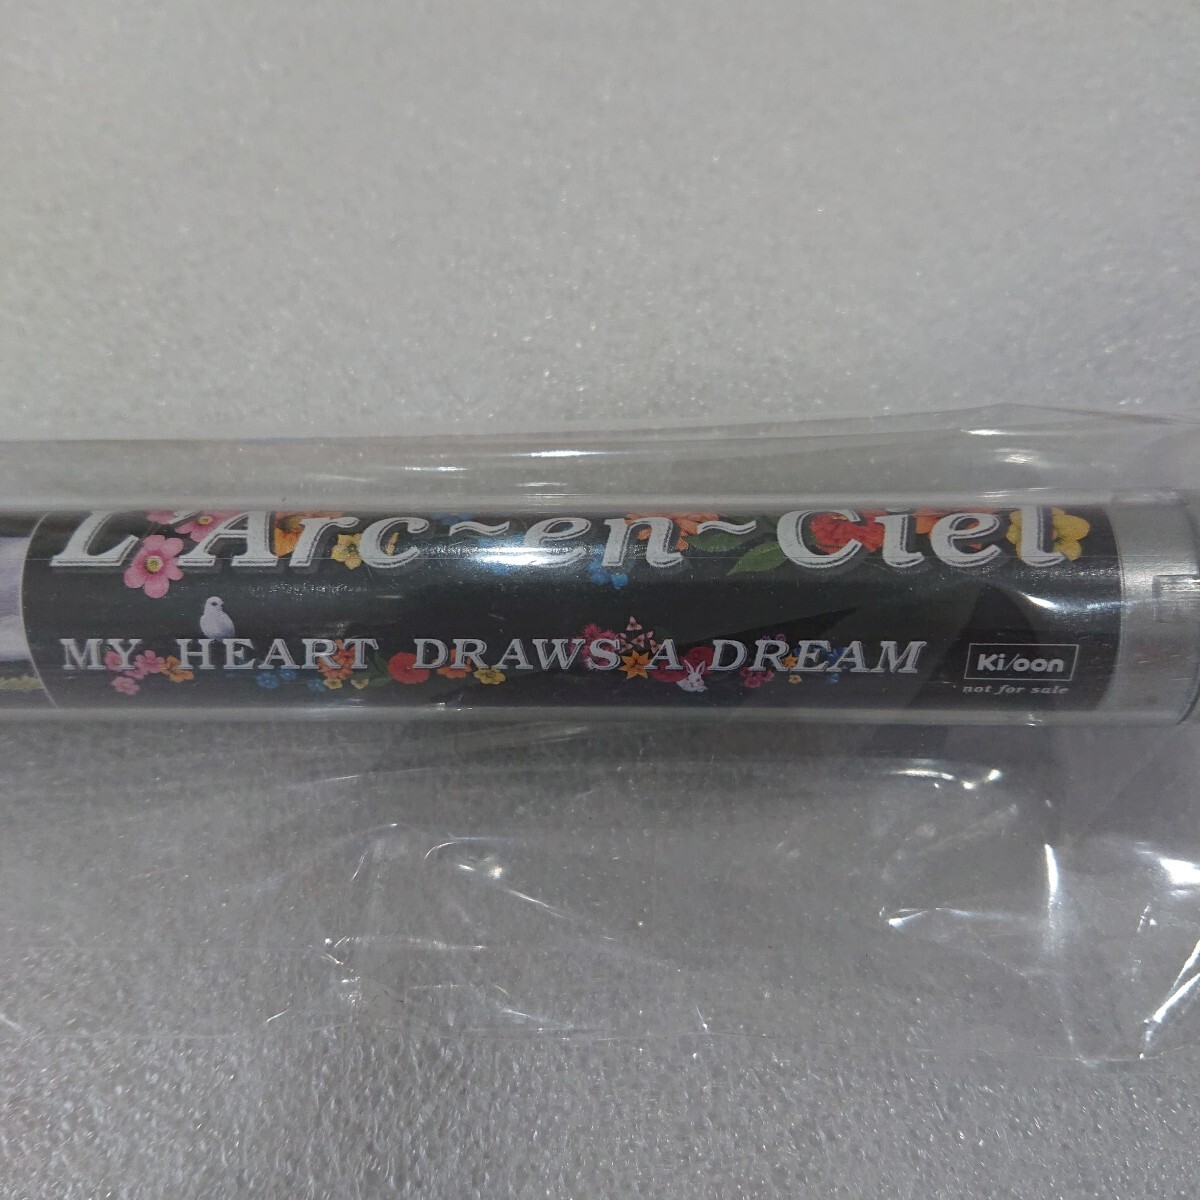 L'Arc~en~Ciel
MY HEART DRAWS A DREAM
Ki/oon
not for sale